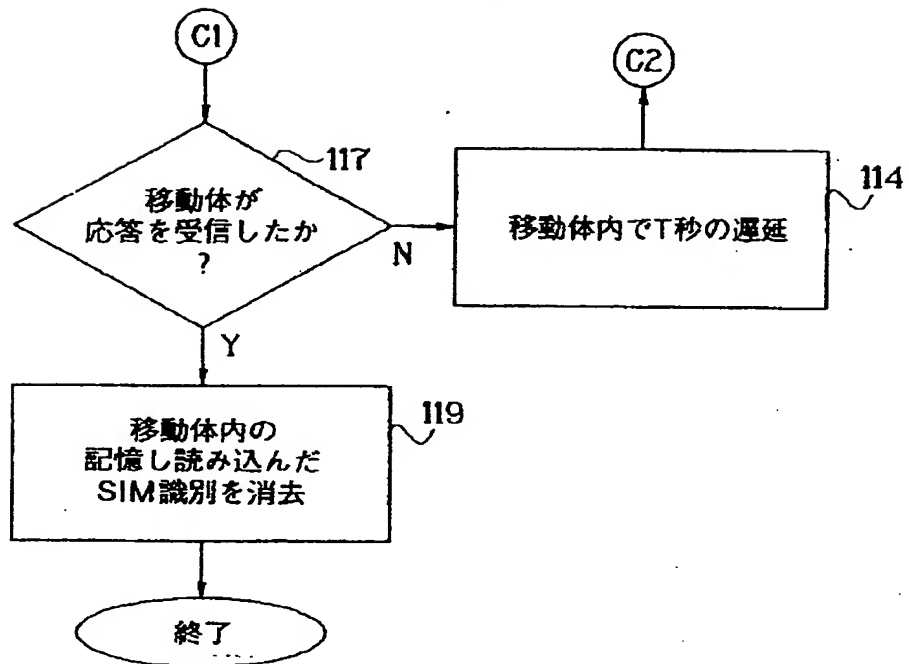 C1
C2
117
移動体が
応答を受信したか
?
N
114
移動体内でT秒の遅延
Y
119
移動体内の
記憶し読み込んだ
SIM識別を消去
終了